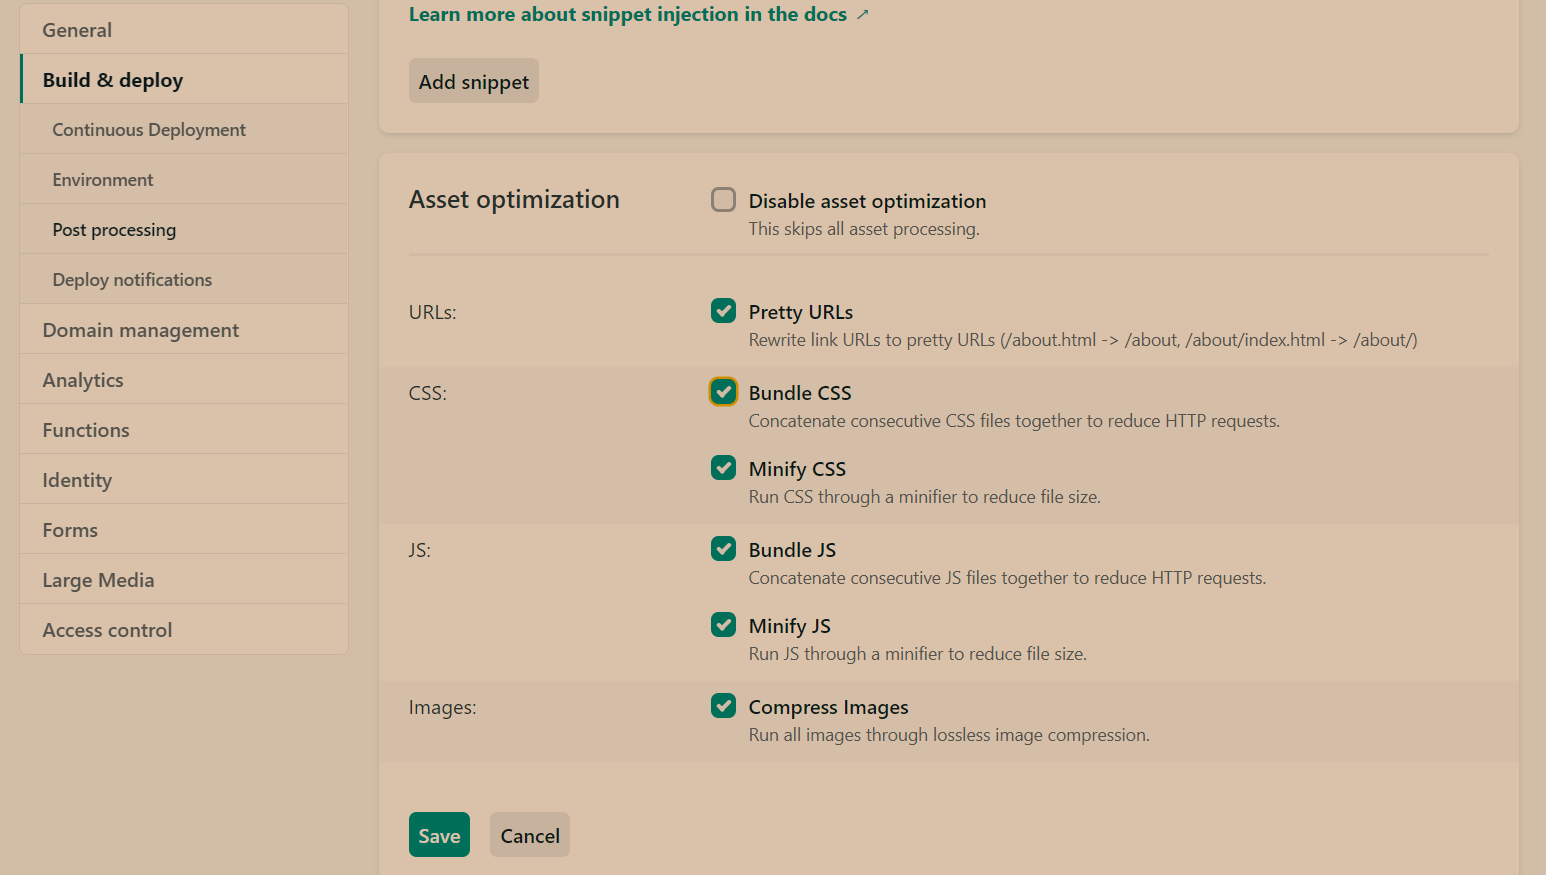 General
Build & deploy
Continuous Deployment
Environment
Post processing
Deploy notifications
Domain management
Analytics
Functions
Identity
Forms
Large Media
Access control
Learn more about snippet injection in the docs ↗
Add snippet
Asset optimization
Disable asset optimization
This skips all asset processing.
URLs:
Pretty URLs
Rewrite link URLs to pretty URLs (/about.html -> /about, /about/index.html -> /about/)
CSS:
Bundle CSS
Concatenate consecutive CSS files together to reduce HTTP requests.
Minify CSS
Run CSS through a minifier to reduce file size.
JS:
Bundle JS
Concatenate consecutive JS files together to reduce HTTP requests.
Minify JS
Run JS through a minifier to reduce file size.
Images:
Compress Images
Run all images through lossless image compression.
Save
Cancel